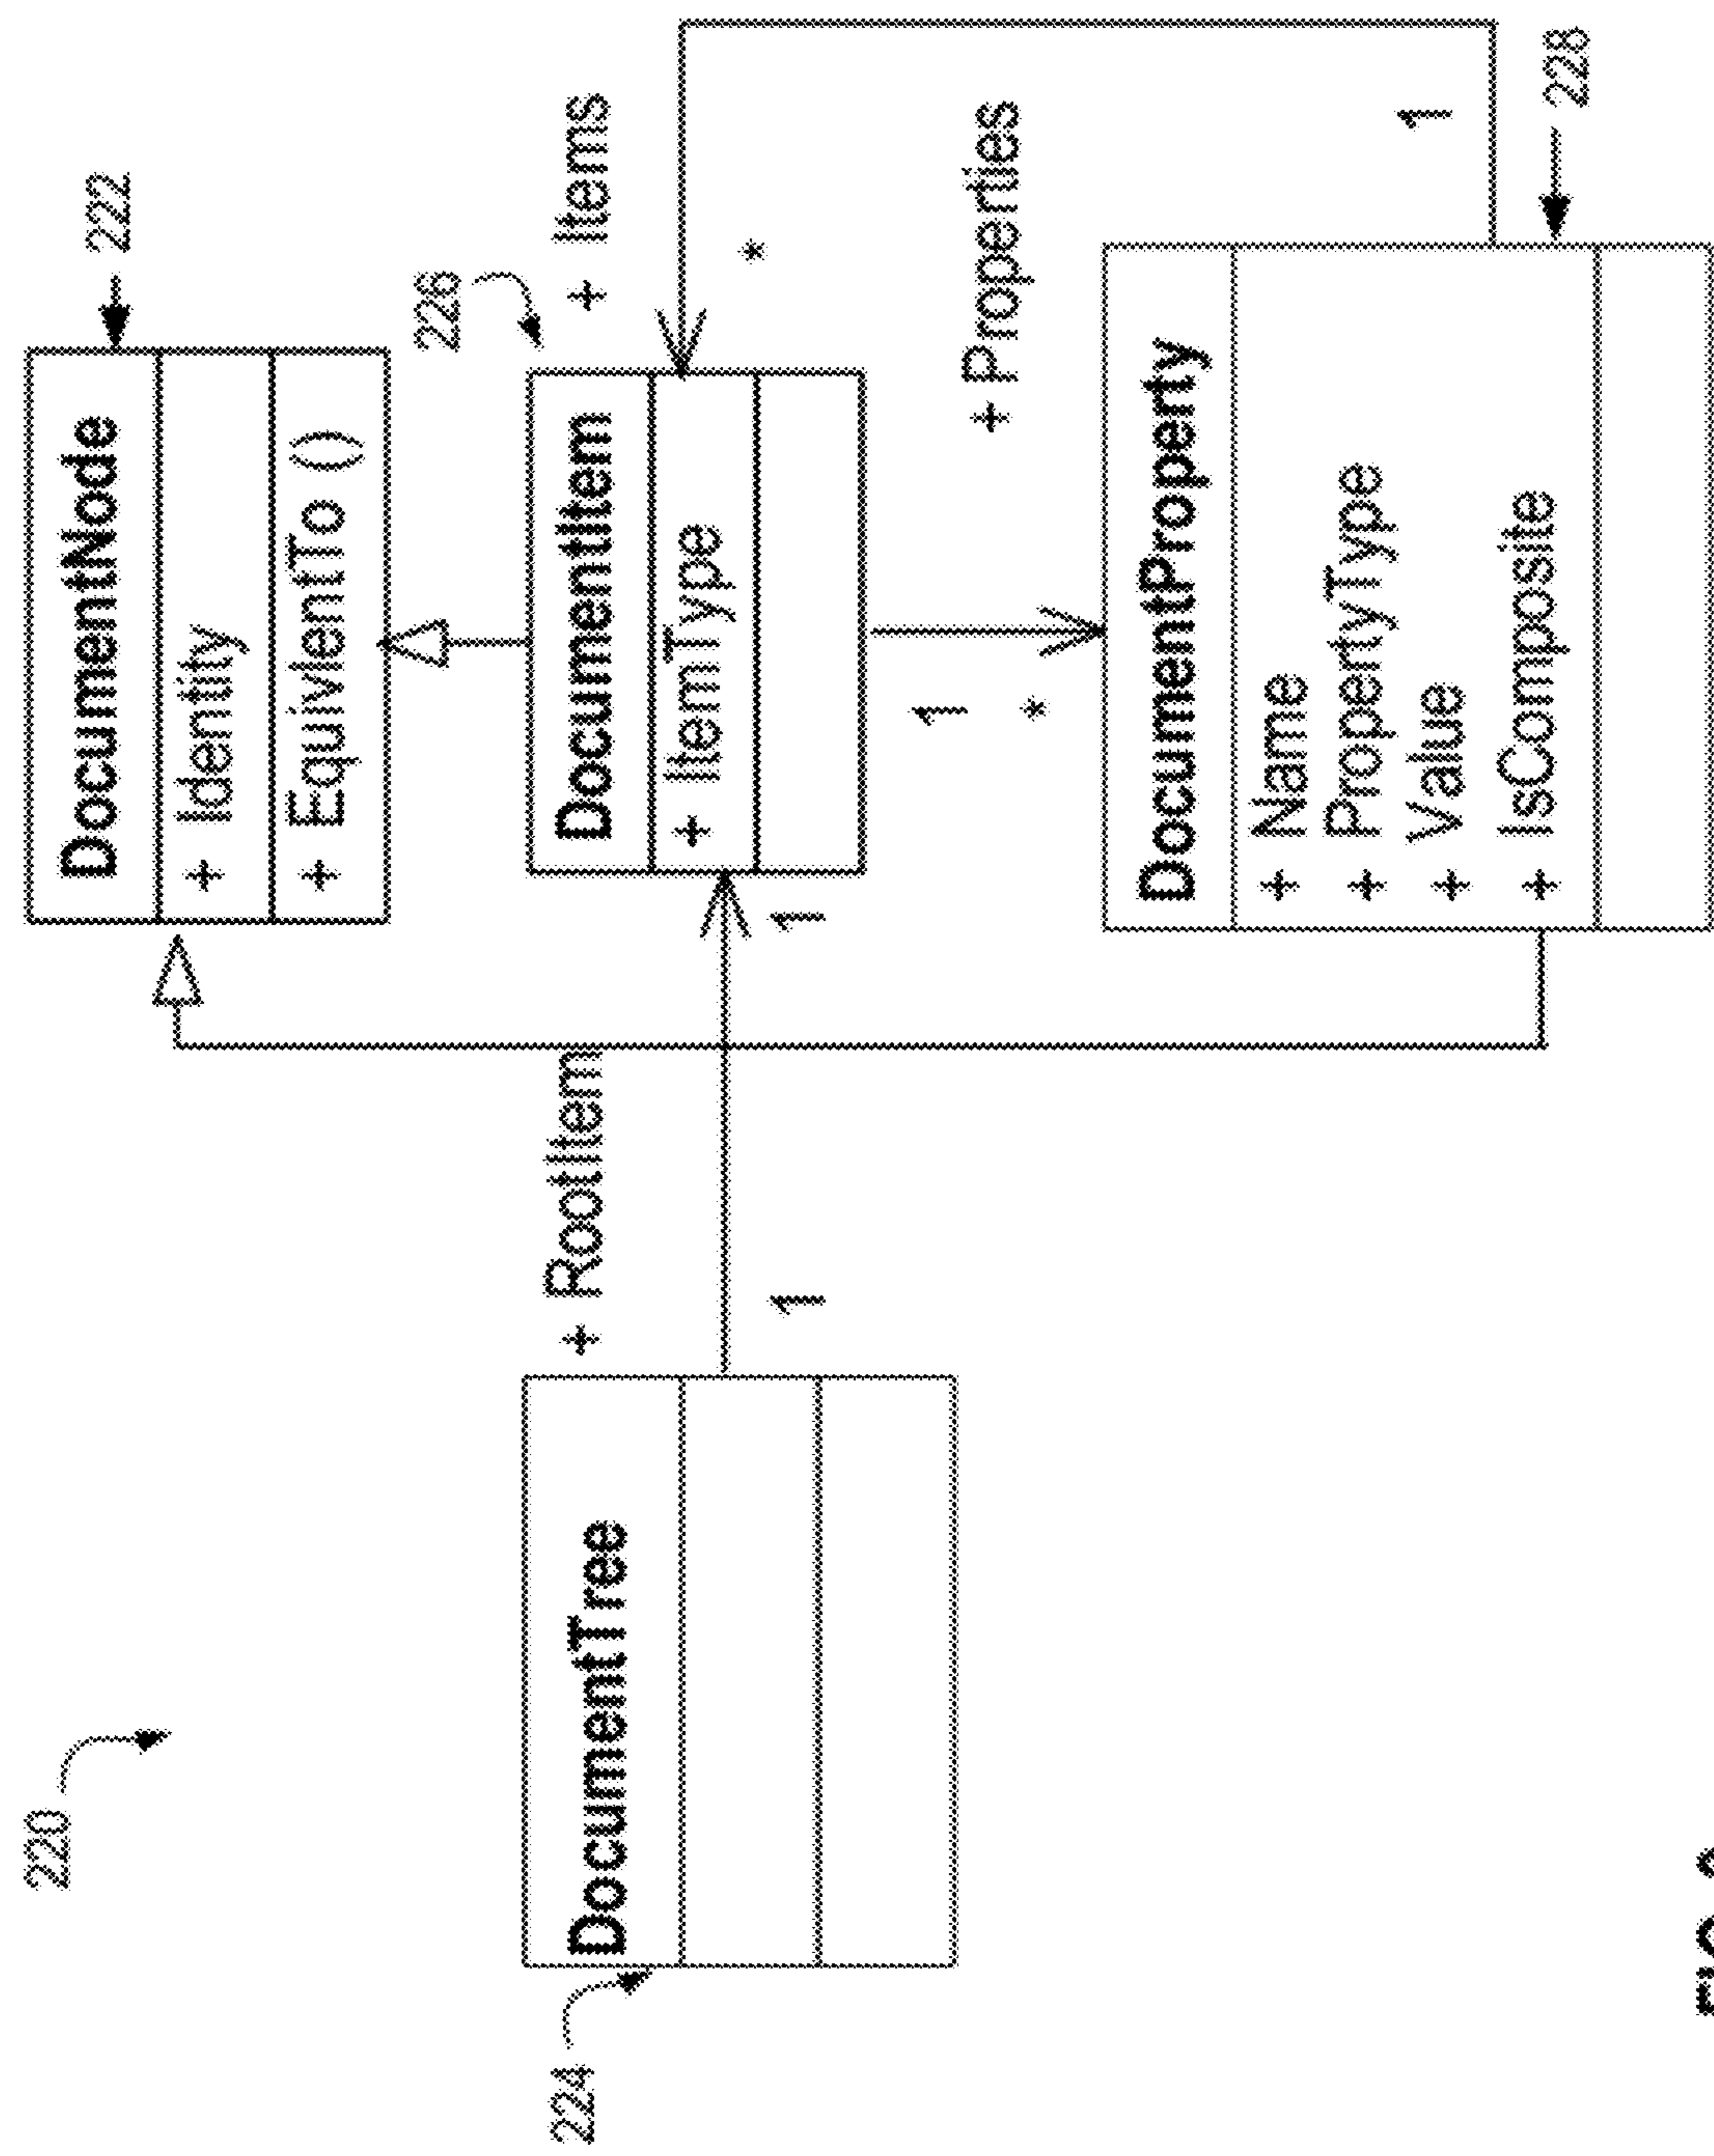 220
222
DocumentNode
+ Identity
+ EquivlentTo ()
226
+ Items
*
224
DocumentTree
+ RootItem
1
1
DocumentItem
+ ItemType
1
*
+ Properties
1
228
DocumentProperty
+ Name
+ PropertyType
+ Value
+ IsComposite